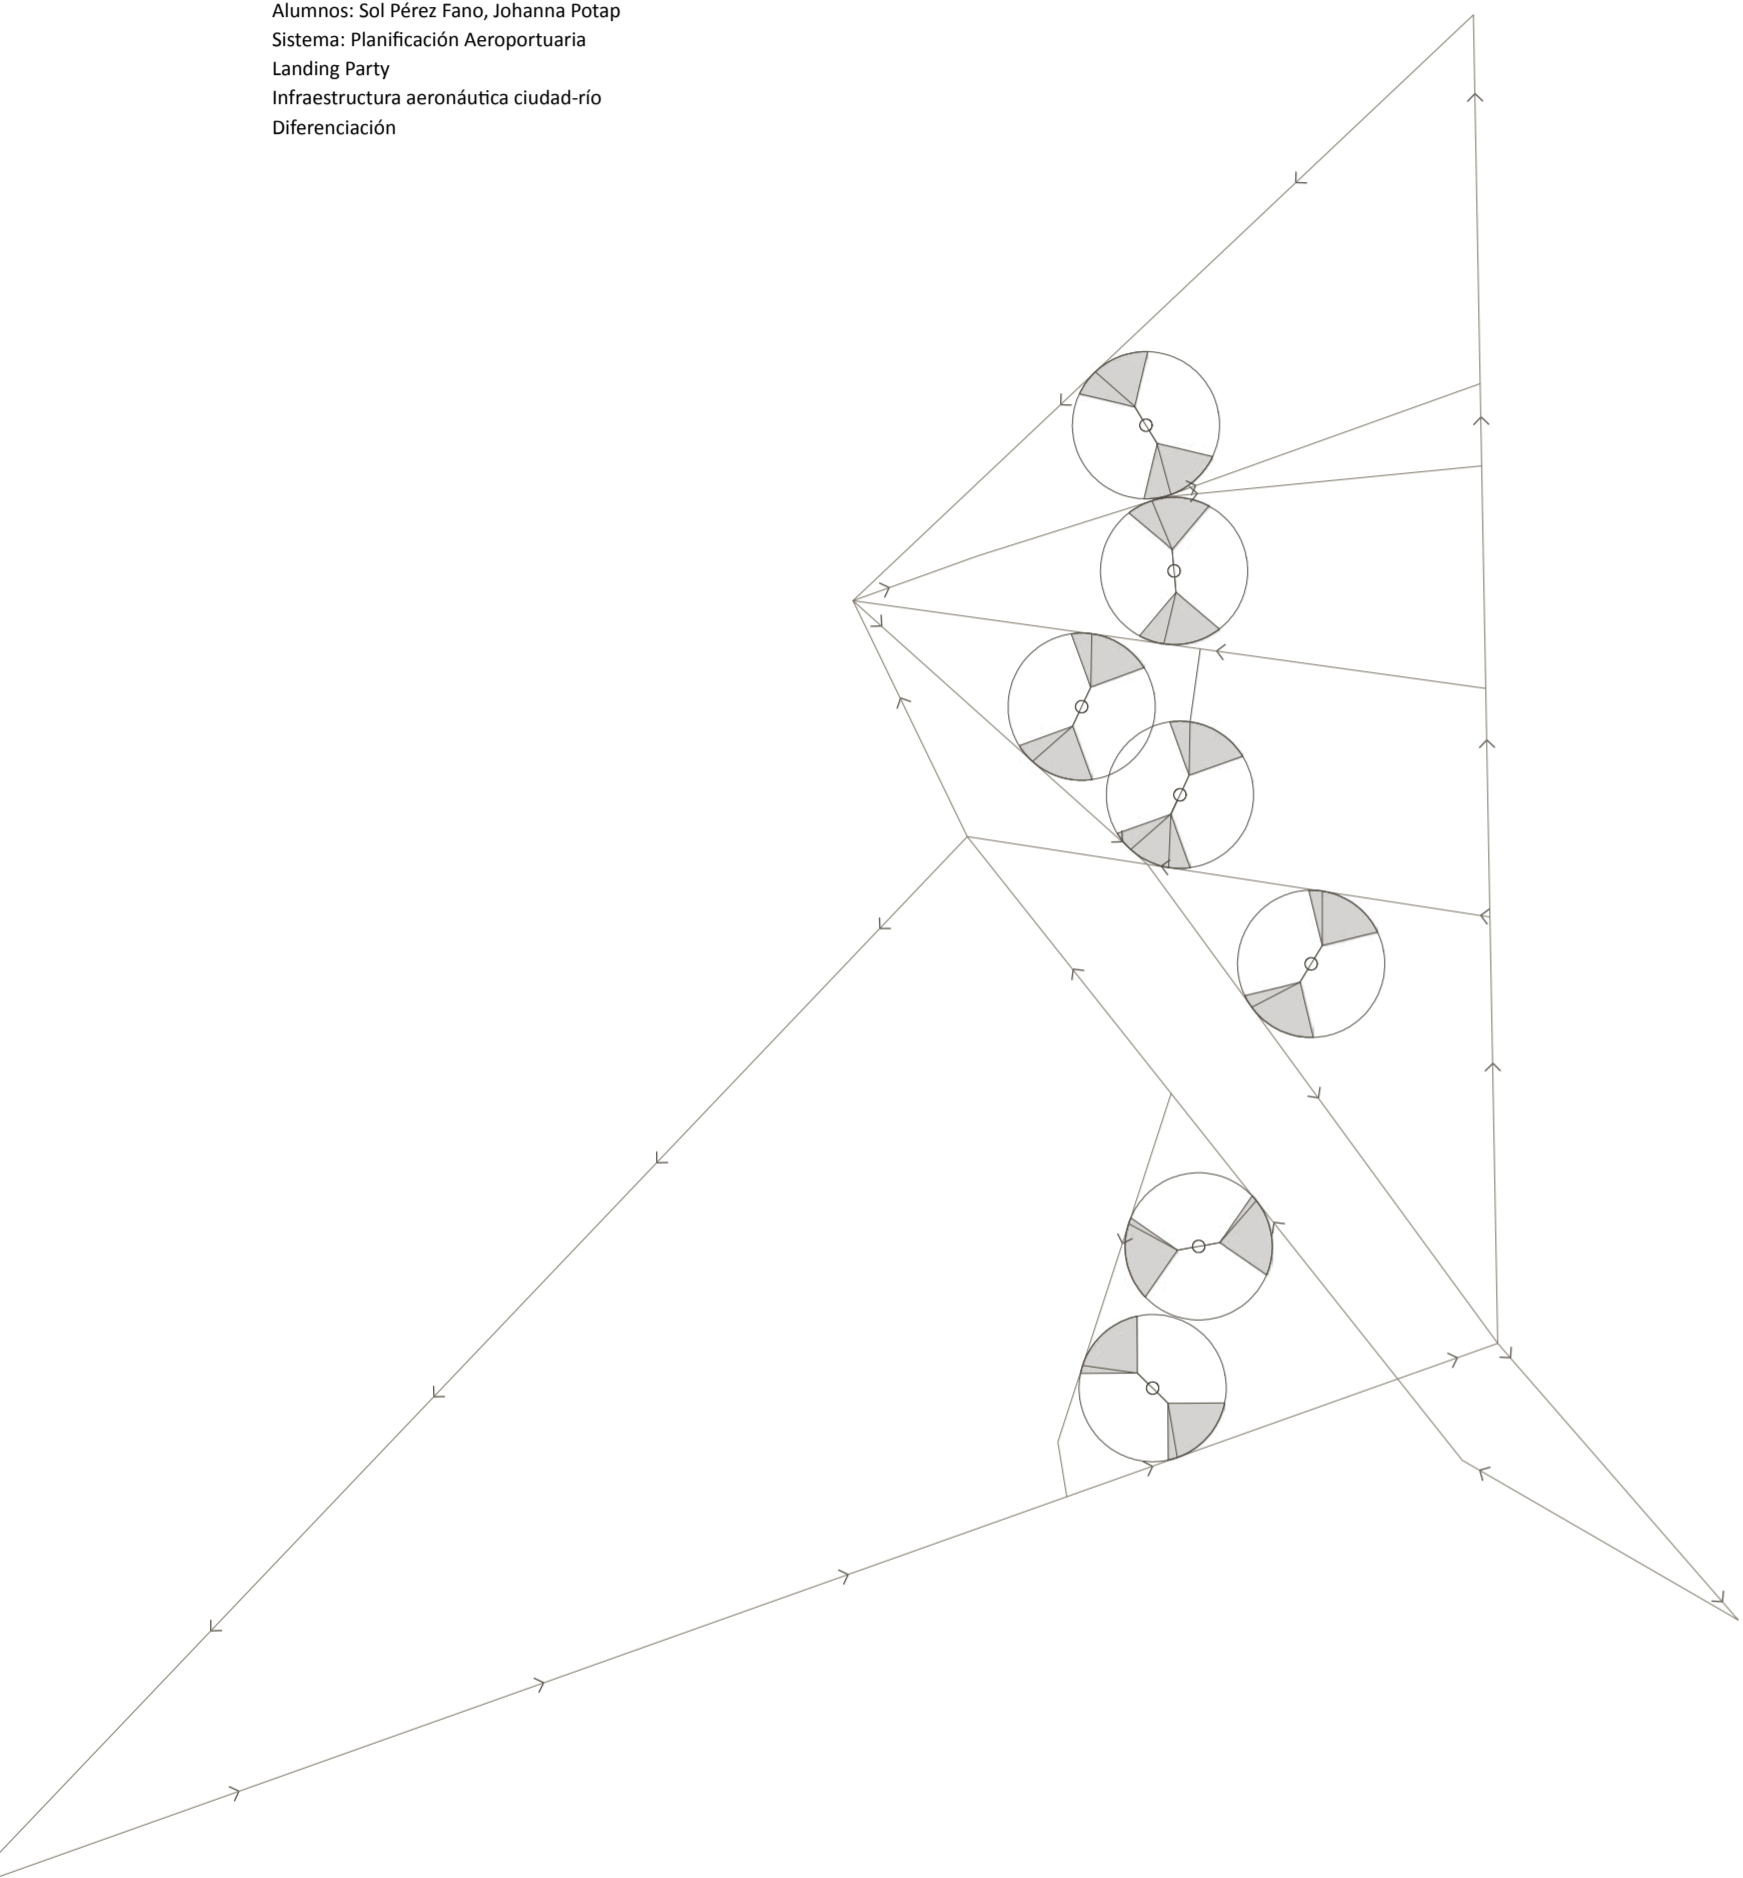 Alumnos: Sol Pérez Fano, Johanna Potap
Sistema: Planificación Aeroportuaria
Landing Party
Infraestructura aeronáutica ciudad-río
Diferenciación